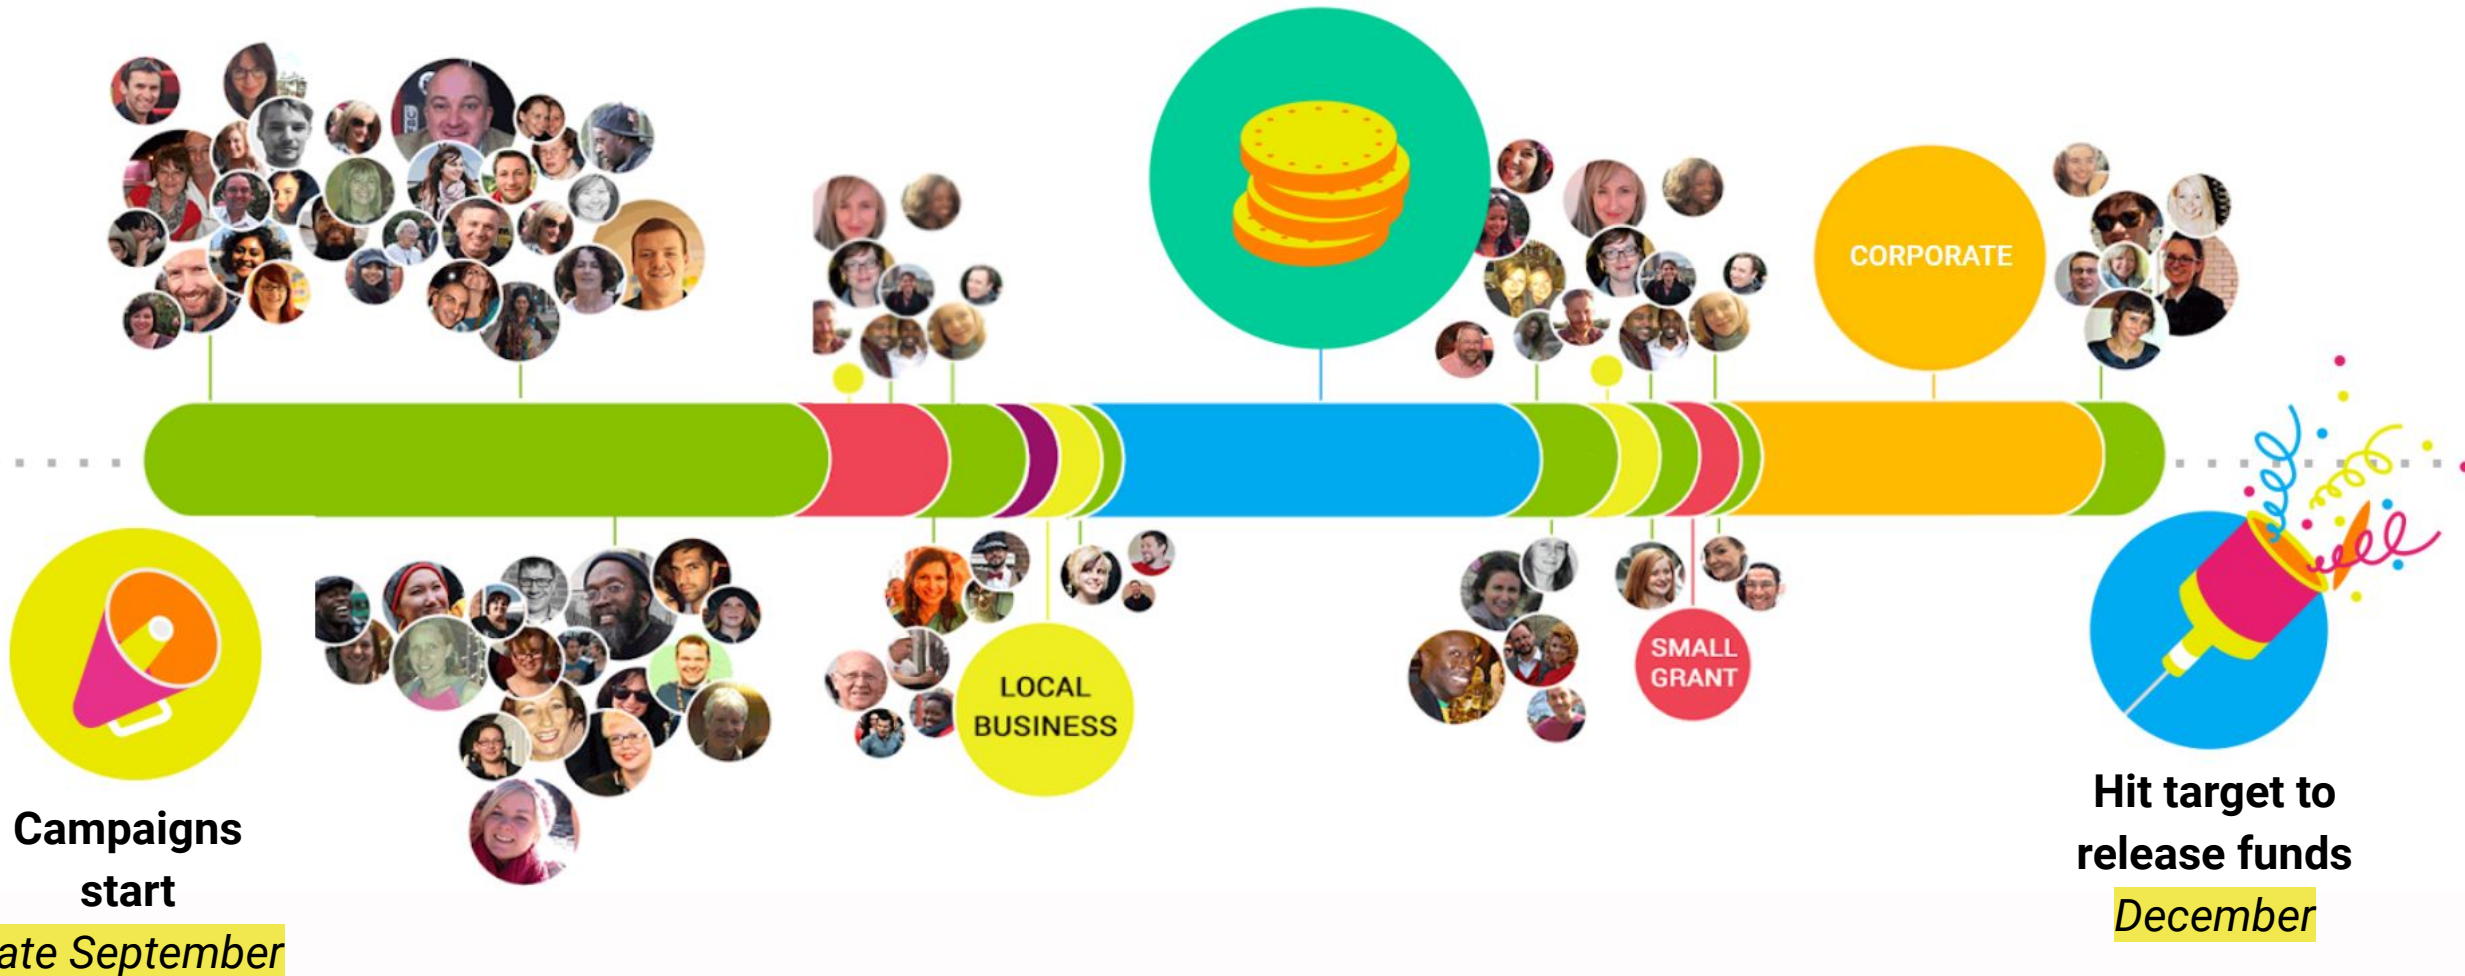 CORPORATE
LOCAL
BUSINESS
SMALL
GRANT
Campaigns
start
ate September
Hit target to
release funds
December